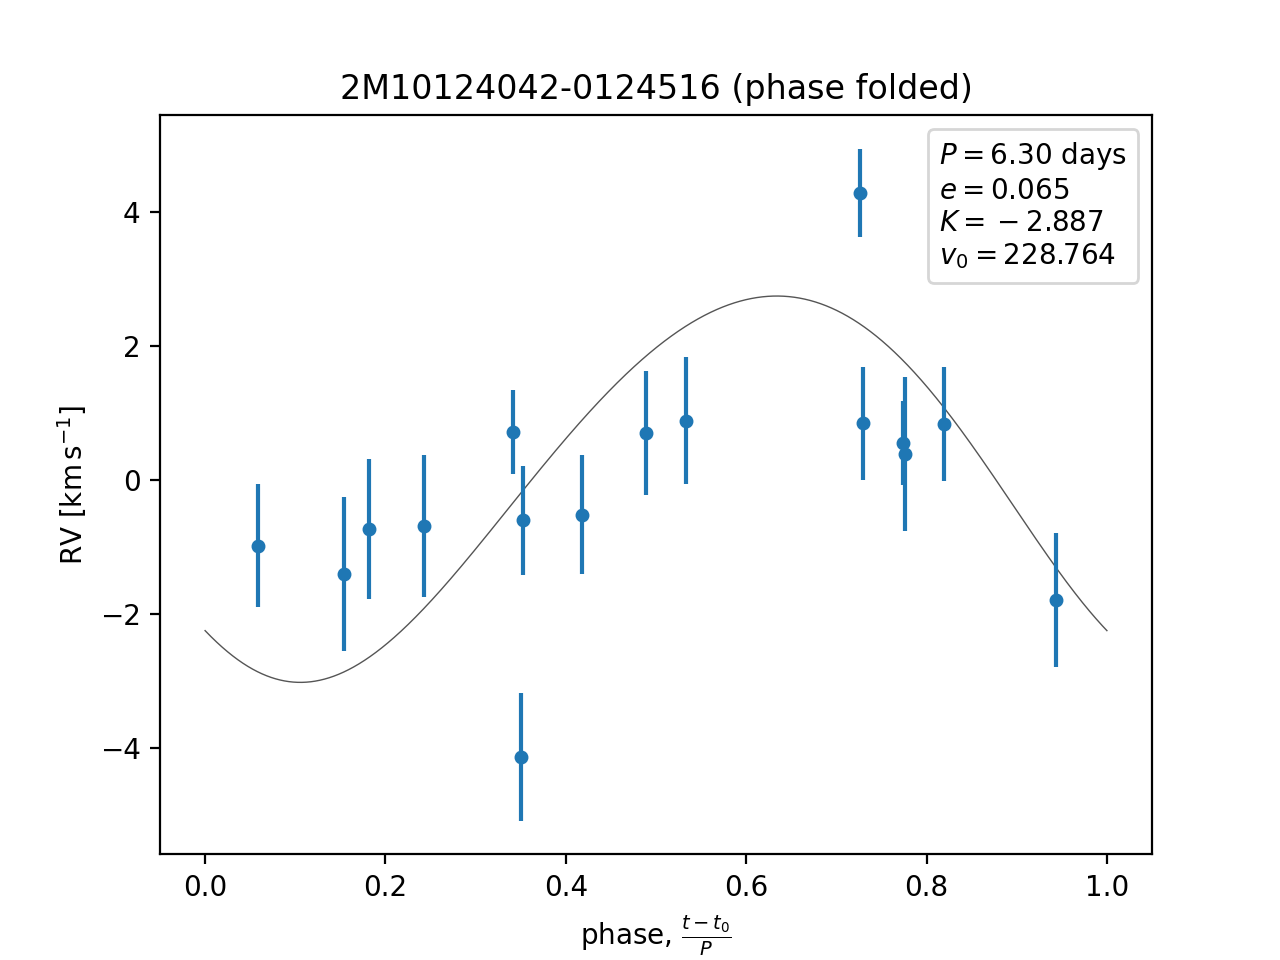 2M10124042-0124516 (phase folded)
P = 6.30 days
e = 0.065
K = −2.887
v₀ = 228.764
4
2
0
−2
−4
RV [km s⁻¹]
0.0 0.2 0.4 0.6 0.8 1.0
phase, (t − t₀)/P